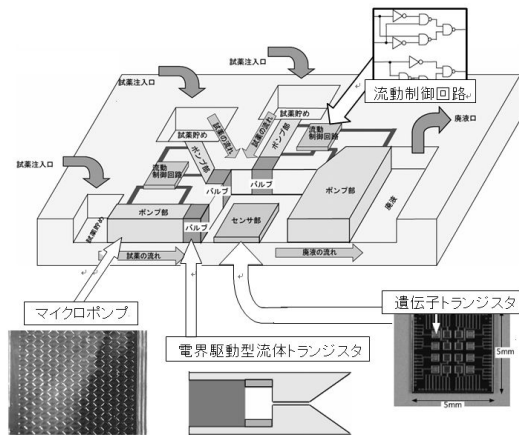 試薬注入口
試薬注入口
流動制御回路
廃液口
試薬貯め
試薬貯め
流動
制御回路
試薬の流れ
試薬の流れ
ポンプ部
ポンプ部
試薬注入口
流動
制御回路
バルブ
バルブ
ポンプ部
廃液
ポンプ部
バルブ
センサ部
試薬貯め
試薬の流れ
廃液の流れ
マイクロポンプ
遺伝子トランジスタ
電界駆動型流体トランジスタ
5mm
5mm